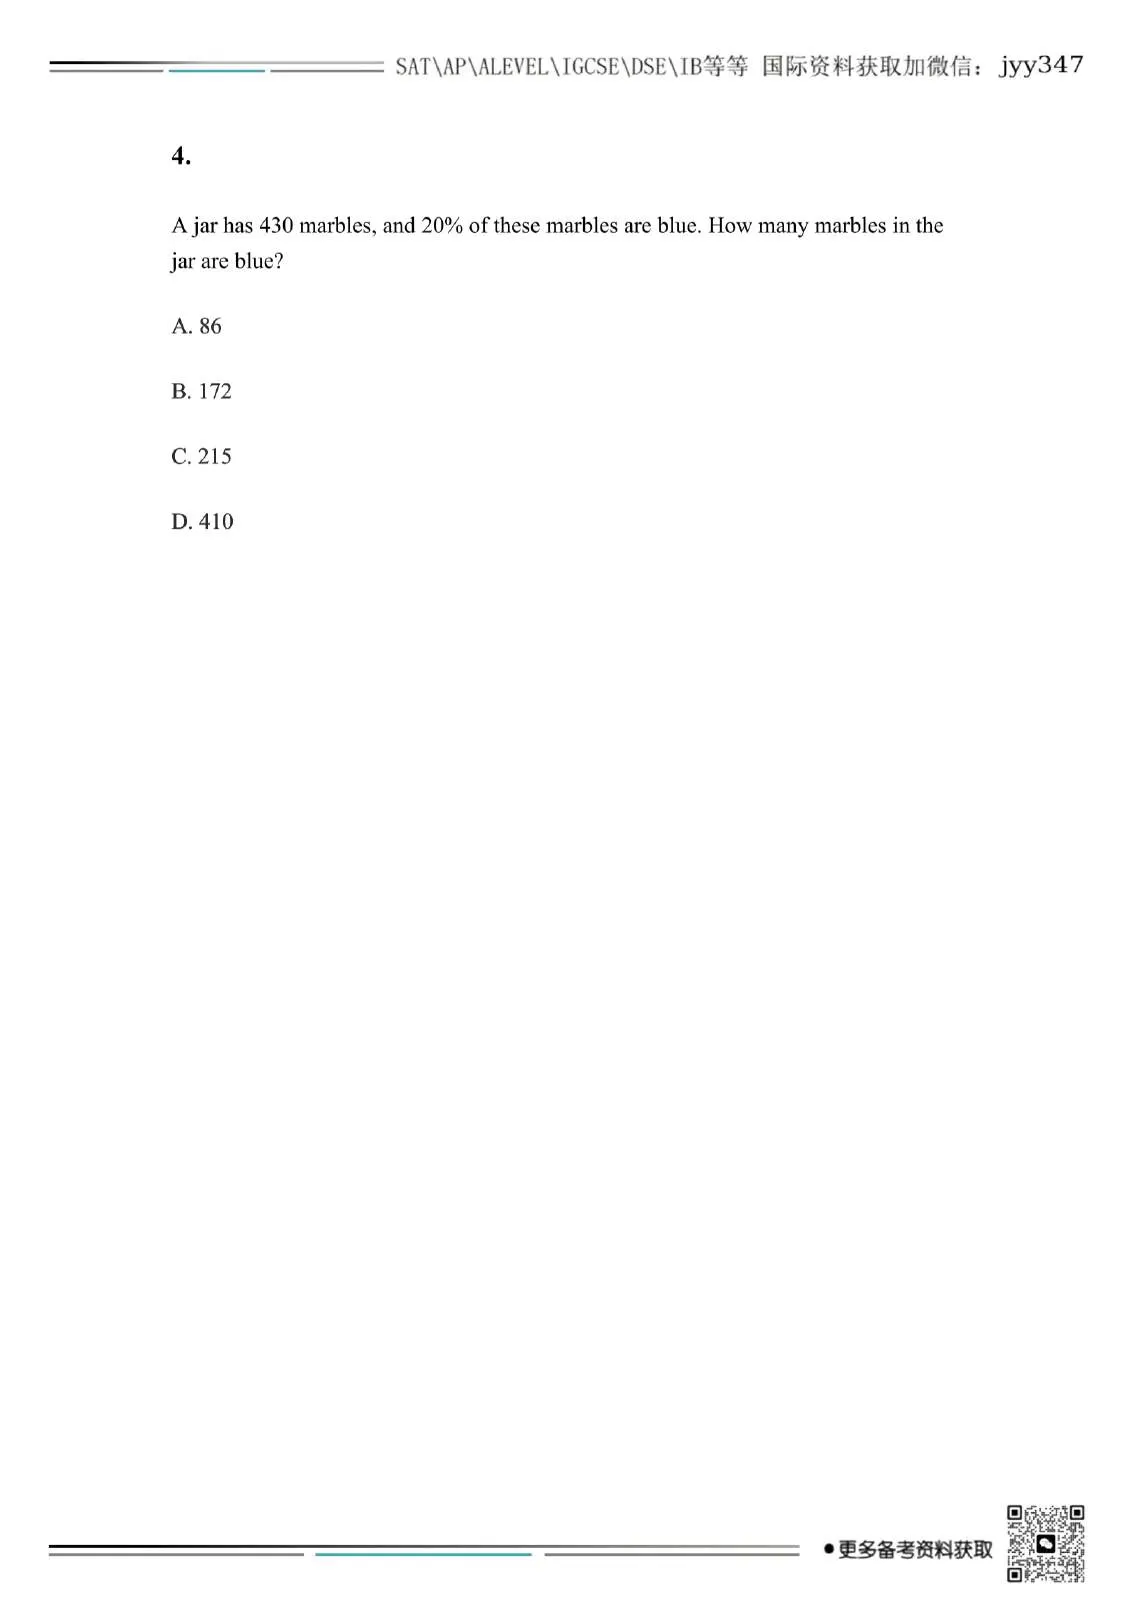 SAT\AP\ALEVEL\IGCSE\DSE\IB等等 国际资料获取加微信: jyy347
4.
A jar has 430 marbles, and 20% of these marbles are blue. How many marbles in the
jar are blue?
A. 86
B. 172
C. 215
D. 410
●更多备考资料获取